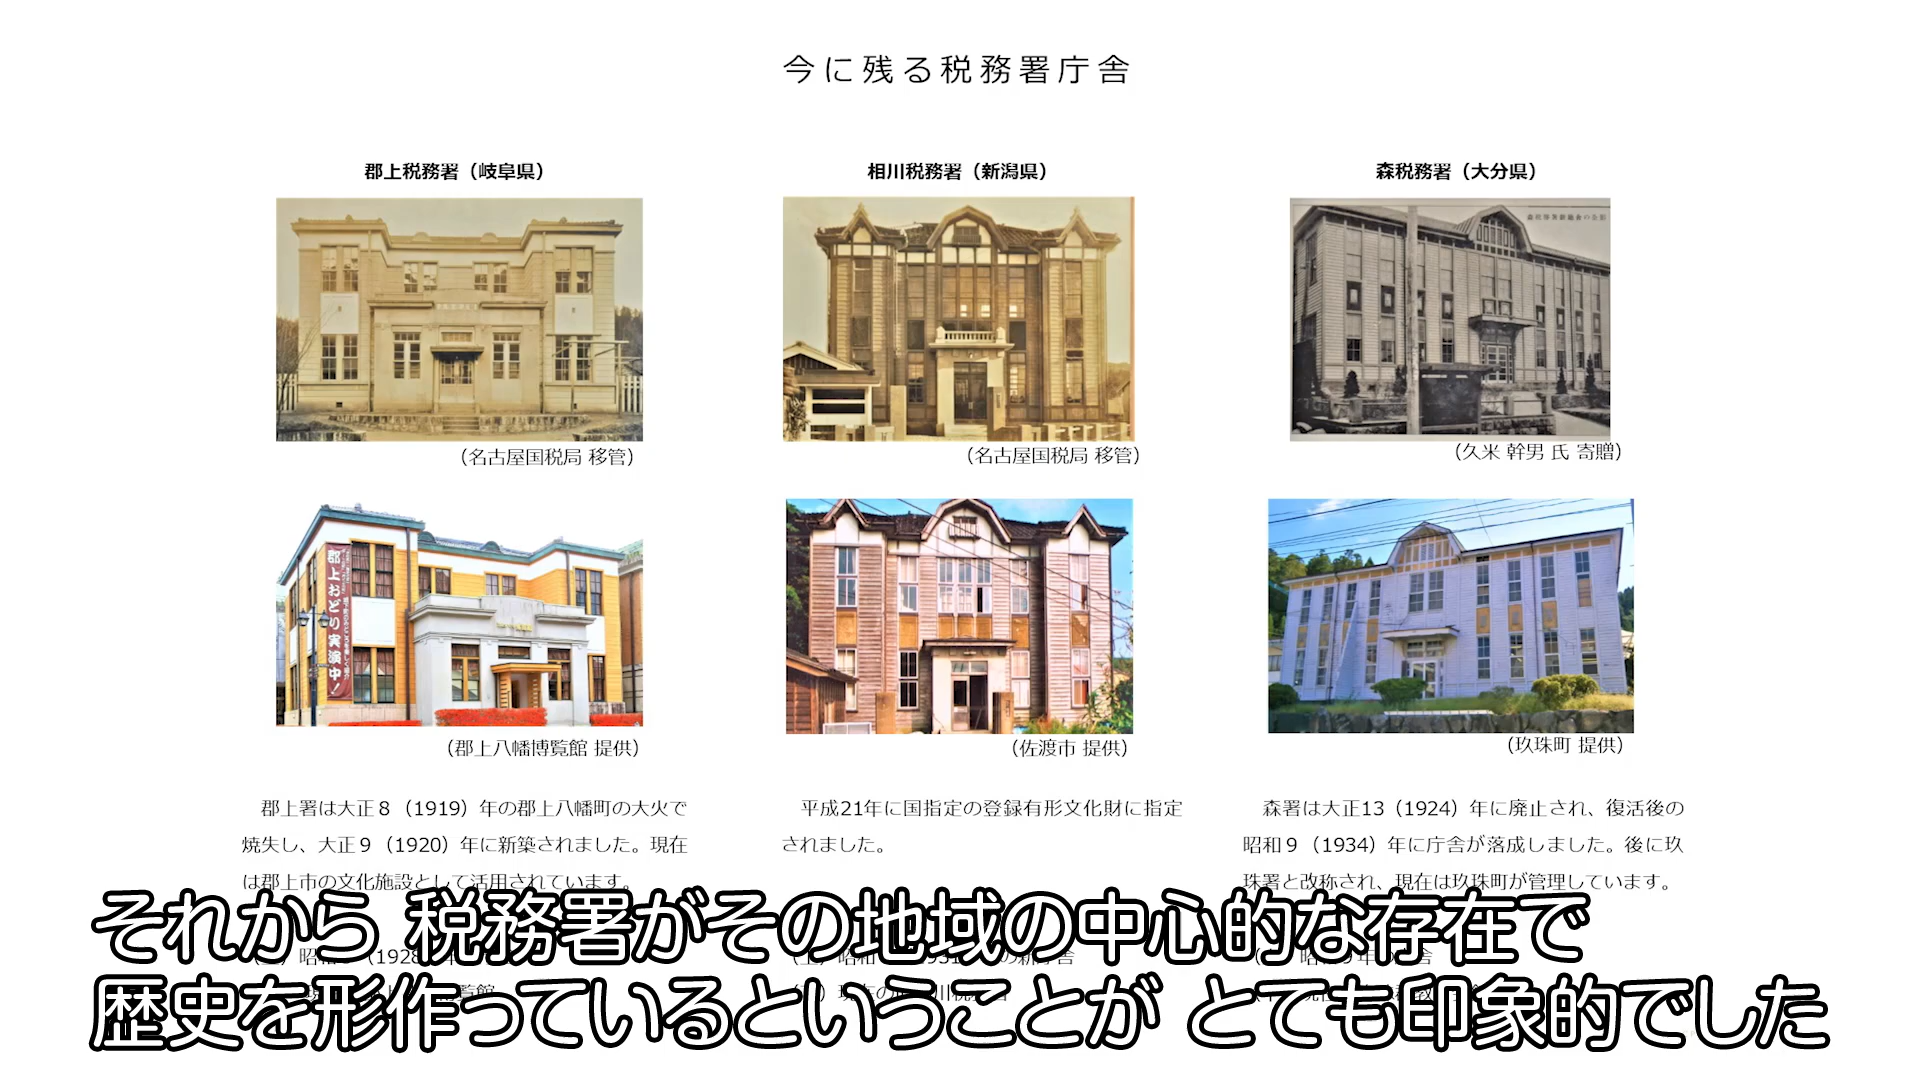 今に残る税務署庁舎
郡上税務署（岐阜県）
相川税務署（新潟県）
森税務署（大分県）
（名古屋国税局 移管）
（名古屋国税局 移管）
（久米 幹男 氏 寄贈）
郡上おどり実演中！
（郡上八幡博覧館 提供）
（佐渡市 提供）
（玖珠町 提供）
郡上署は大正８（1919）年の郡上八幡町の大火で
焼失し、大正９（1920）年に新築されました。現在
は郡上市の文化施設として活用されています。
平成21年に国指定の登録有形文化財に指定
されました。
森署は大正13（1924）年に廃止され、復活後の
昭和９（1934）年に庁舎が落成しました。後に玖
珠署と改称され、現在は玖珠町が管理しています。
それから 税務署がその地域の中心的な存在で
歴史を形作っているということが とても印象的でした